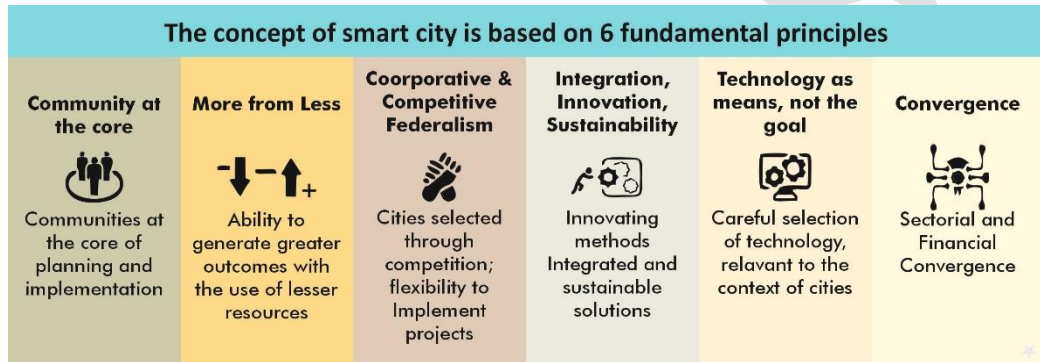 The concept of smart city is based on 6 fundamental principles
Community at
the core
Communities at
the core of
planning and
implementation
More from Less
Ability to
generate greater
outcomes with
the use of lesser
resources
Coorporative &
Competitive
Federalism
Cities selected
through
competition;
flexibility to
Implement
projects
Integration,
Innovation,
Sustainability
Innovating
methods
Integrated and
sustainable
solutions
Technology as
means, not the
goal
Careful selection
of technology,
relavant to the
context of cities
Convergence
Sectorial and
Financial
Convergence